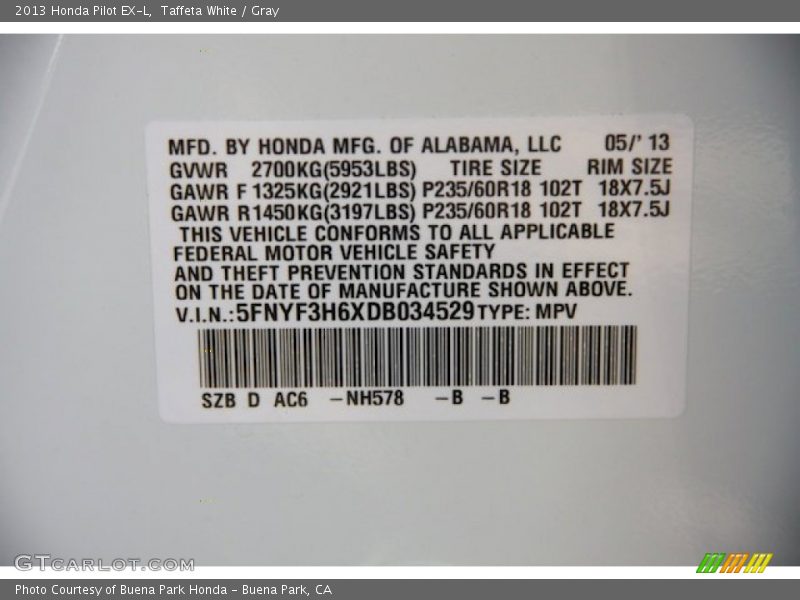 2013 Honda Pilot EX-L, Taffeta White / Gray
MFD. BY HONDA MFG. OF ALABAMA, LLC 05/' 13
GVWR 2700KG(5953LBS) TIRE SIZE RIM SIZE
GAWR F 1325KG(2921LBS) P235/60R18 102T 18X7.5J
GAWR R1450KG(3197LBS) P235/60R18 102T 18X7.5J
THIS VEHICLE CONFORMS TO ALL APPLICABLE
FEDERAL MOTOR VEHICLE SAFETY
AND THEFT PREVENTION STANDARDS IN EFFECT
ON THE DATE OF MANUFACTURE SHOWN ABOVE.
V.I.N.:5FNYF3H6XDB034529 TYPE: MPV
SZB D AC6 -NH578 -B -B
GTCARLOT.COM
Photo Courtesy of Buena Park Honda - Buena Park, CA